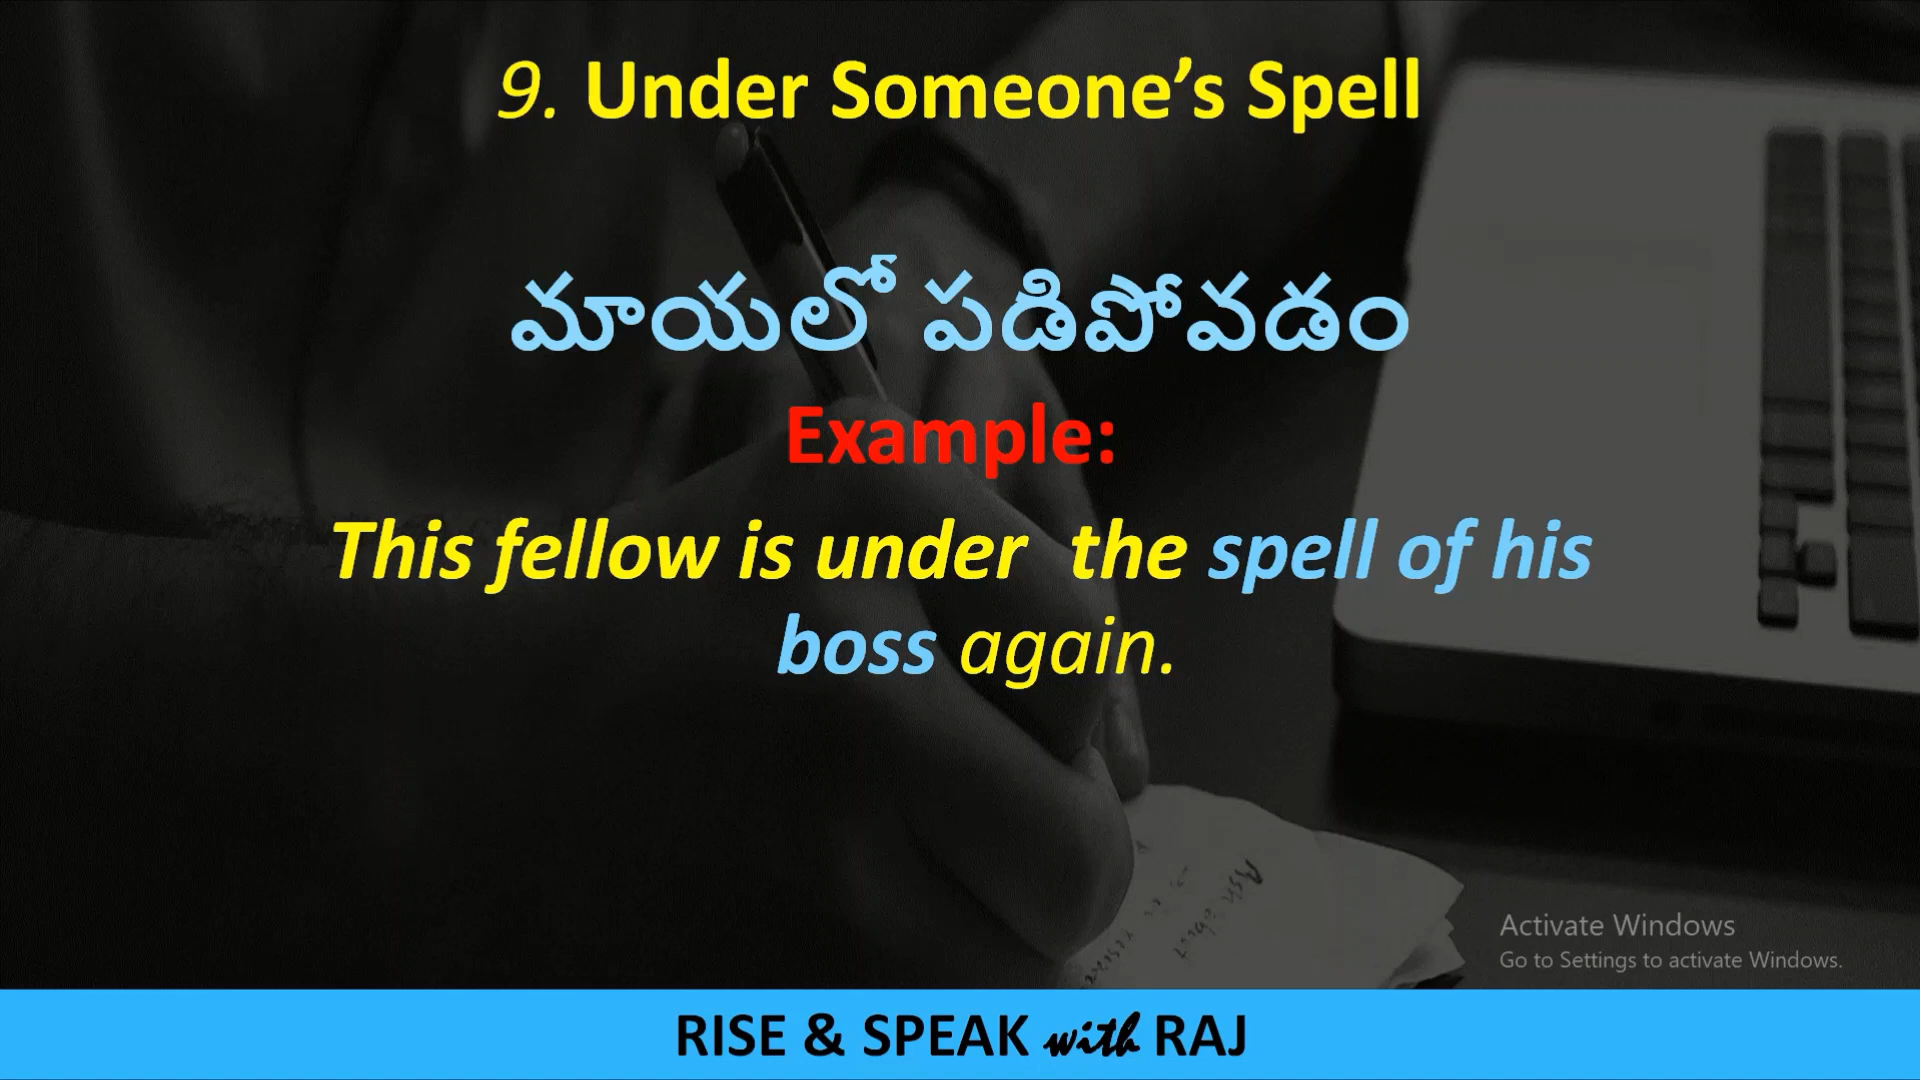 9. Under Someone’s Spell
మాయలో పడిపోవడం
Example:
This fellow is under  the spell of his
boss again.
Activate Windows
Go to Settings to activate Windows.
RISE & SPEAK with RAJ